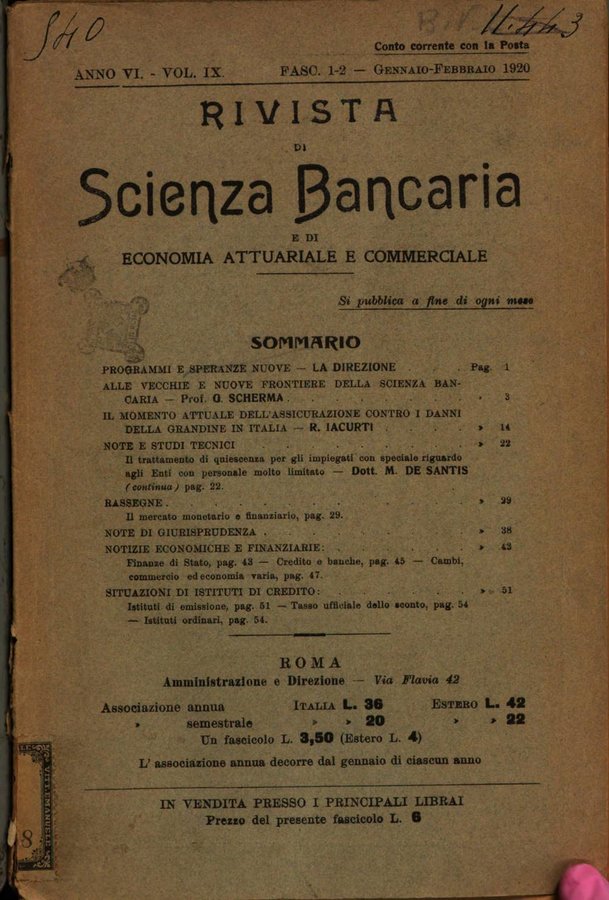 540
B.V. 11.443
Conto corrente con la Posta
ANNO VI. - VOL. IX. FASC. 1-2 — GENNAIO-FEBBRAIO 1920
RIVISTA
DI
Scienza Bancaria
E DI
ECONOMIA ATTUARIALE E COMMERCIALE
Si pubblica a fine di ogni mese
SOMMARIO
PROGRAMMI E SPERANZE NUOVE — LA DIREZIONE . . . Pag. 1
ALLE VECCHIE E NUOVE FRONTIERE DELLA SCIENZA BAN-
CARIA — Prof. G. SCHERMA . . . . . . » 3
IL MOMENTO ATTUALE DELL'ASSICURAZIONE CONTRO I DANNI
DELLA GRANDINE IN ITALIA — R. IACURTI . . . . » 14
NOTE E STUDI TECNICI . . . . . . » 22
Il trattamento di quiescenza per gli impiegati con speciale riguardo
agli Enti con personale molto limitato — Dott. M. DE SANTIS
(continua) pag. 22.
RASSEGNE . . . . . . . . » 29
Il mercato monetario e finanziario, pag. 29.
NOTE DI GIURISPRUDENZA . . . . . . » 38
NOTIZIE ECONOMICHE E FINANZIARIE: . . . . . » 43
Finanze di Stato, pag. 43 — Credito e banche, pag. 45 — Cambi,
commercio ed economia varia, pag. 47.
SITUAZIONI DI ISTITUTI DI CREDITO: . . . . » 51
Istituti di emissione, pag. 51 — Tasso ufficiale dello sconto, pag. 54
— Istituti ordinari, pag. 54.
ROMA
Amministrazione e Direzione — Via Flavia 42
Associazione annua ITALIA L. 36 ESTERO L. 42
» semestrale » » 20 » » 22
Un fascicolo L. 3,50 (Estero L. 4)
L' associazione annua decorre dal gennaio di ciascun anno
IN VENDITA PRESSO I PRINCIPALI LIBRAI
Prezzo del presente fascicolo L. 6
8